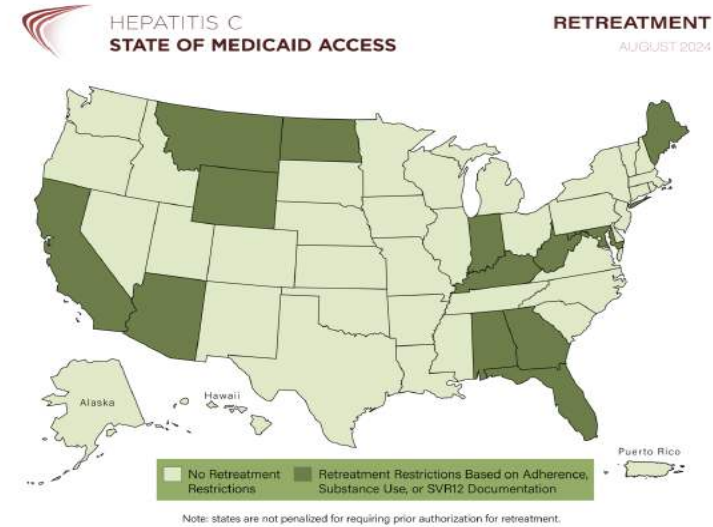 HEPATITIS C
STATE OF MEDICAID ACCESS
RETREATMENT
AUGUST 2024
Alaska
Hawaii
Puerto Rico
No Retreatment
Restrictions
Retreatment Restrictions Based on Adherence,
Substance Use, or SVR12 Documentation
Note: states are not penalized for requiring prior authorization for retreatment.